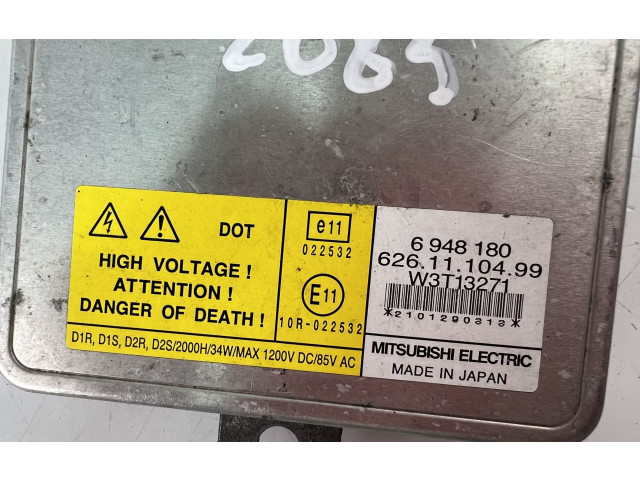 2089
DOT
HIGH VOLTAGE !
ATTENTION !
DANGER OF DEATH !
D1R, D1S, D2R, D2S/2000H/34W/MAX 1200V DC/85V AC
e11
022532
E11
10R-022532
6 948 180
626.11.104.99
W3T13271
*2101290313*
MITSUBISHI ELECTRIC
MADE IN JAPAN